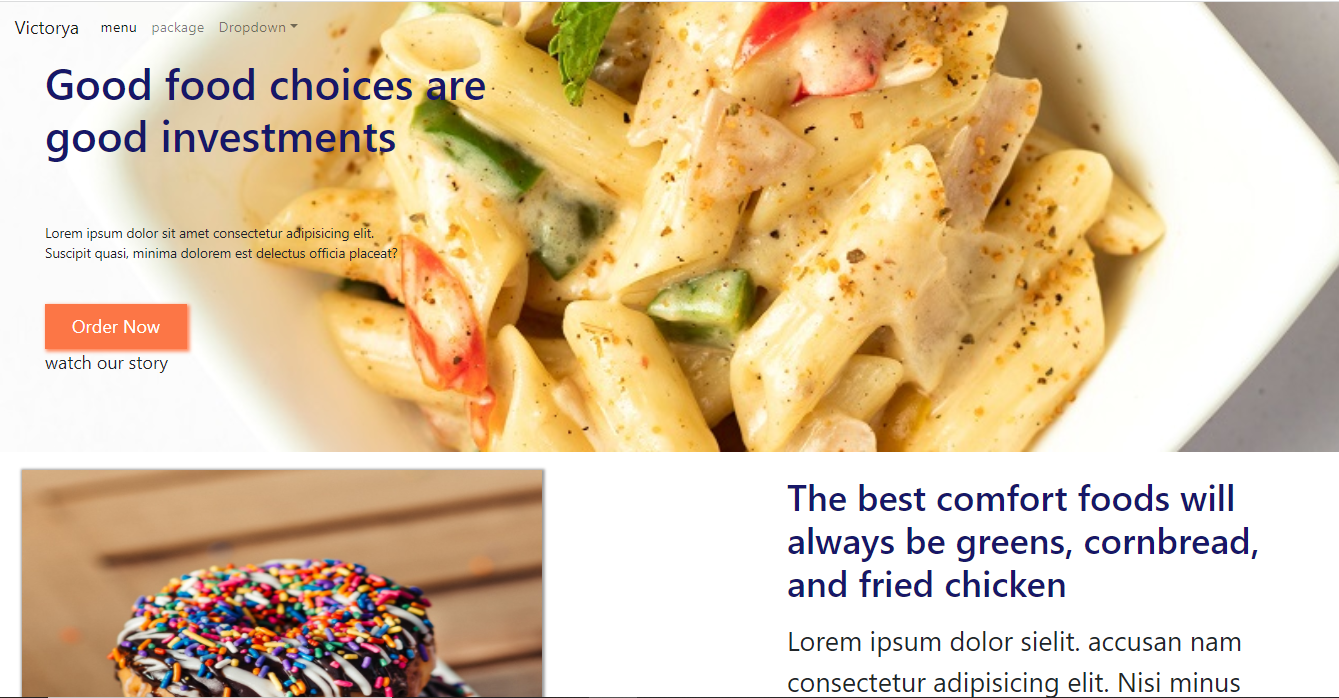 Victorya menu package Dropdown
Good food choices are
good investments
Lorem ipsum dolor sit amet consectetur adipisicing elit.
Suscipit quasi, minima dolorem est delectus officia placeat?
Order Now
watch our story
The best comfort foods will
always be greens, cornbread,
and fried chicken
Lorem ipsum dolor sielit. accusan nam
consectetur adipisicing elit. Nisi minus